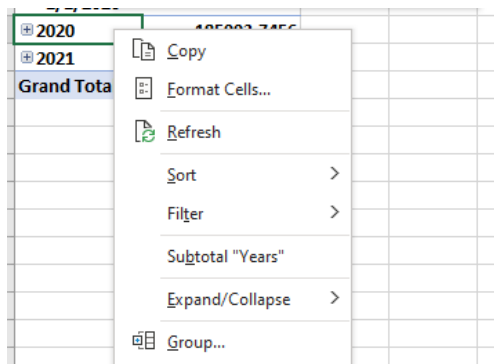 2020
2021
Grand Tota
Copy
Format Cells...
Refresh
Sort
Filter
Subtotal "Years"
Expand/Collapse
Group...